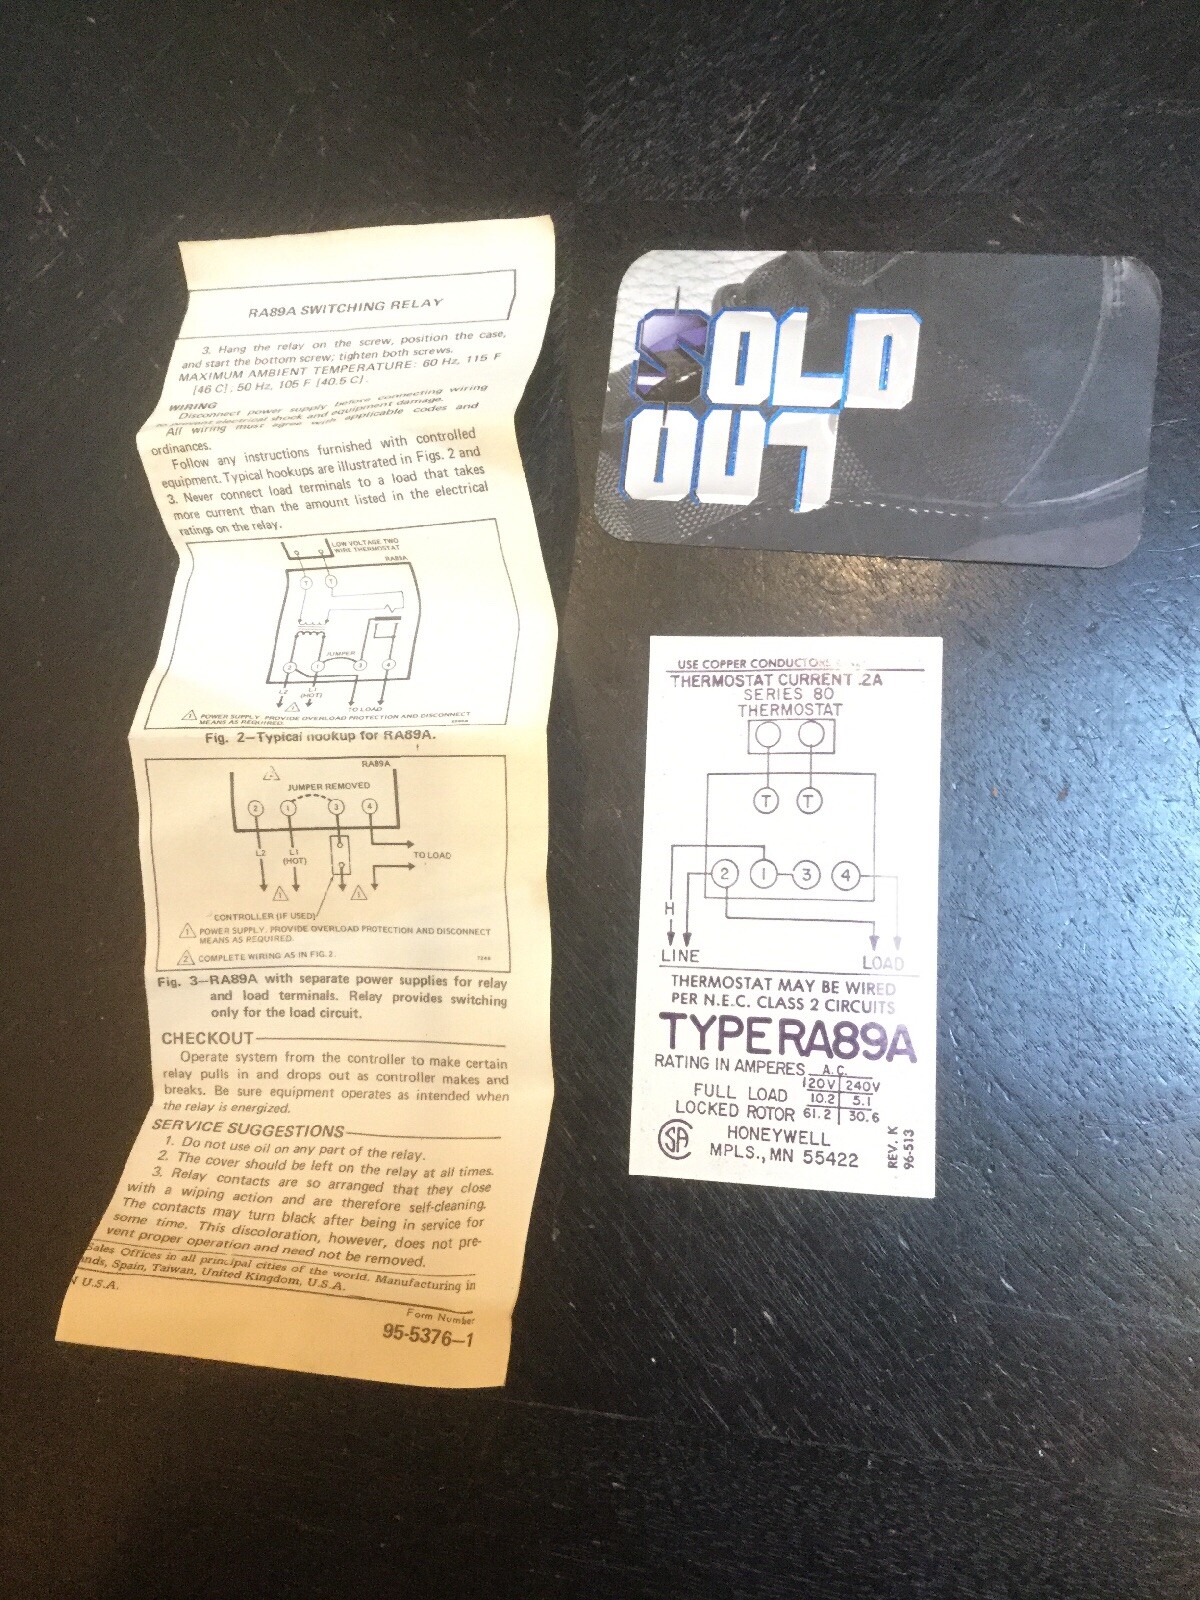 RA89A SWITCHING RELAY
3. Hang the relay on the screw, position the case,
and start the bottom screw; tighten both screws.
MAXIMUM AMBIENT TEMPERATURE: 60 Hz, 115 F
[46 C], 50 Hz, 105 F [40.5 C].
WIRING
Disconnect power supply before connecting wiring
to prevent electrical shock and equipment damage.
All wiring must agree with applicable codes and
ordinances.
Follow any instructions furnished with controlled
equipment. Typical hookups are illustrated in Figs. 2 and
3. Never connect load terminals to a load that takes
more current than the amount listed in the electrical
ratings on the relay.
LOW VOLTAGE TWO
WIRE THERMOSTAT
RA89A
T T
JUMPER
2 1 3 4
L2 L1
(HOT)
1
TO LOAD
1 POWER SUPPLY. PROVIDE OVERLOAD PROTECTION AND DISCONNECT
MEANS AS REQUIRED.
Fig. 2—Typical hookup for RA89A.
RA89A
2
JUMPER REMOVED
2 1 3 4
L2 L1
(HOT)
TO LOAD
1 1
CONTROLLER (IF USED)
1 POWER SUPPLY. PROVIDE OVERLOAD PROTECTION AND DISCONNECT
MEANS AS REQUIRED.
2 COMPLETE WIRING AS IN FIG. 2.
Fig. 3—RA89A with separate power supplies for relay
and load terminals. Relay provides switching
only for the load circuit.
CHECKOUT
Operate system from the controller to make certain
relay pulls in and drops out as controller makes and
breaks. Be sure equipment operates as intended when
the relay is energized.
SERVICE SUGGESTIONS
1. Do not use oil on any part of the relay.
2. The cover should be left on the relay at all times.
3. Relay contacts are so arranged that they close
with a wiping action and are therefore self-cleaning.
The contacts may turn black after being in service for
some time. This discoloration, however, does not pre-
vent proper operation and need not be removed.
Sales Offices in all principal cities of the world. Manufacturing in
nds, Spain, Taiwan, United Kingdom, U.S.A.
N U.S.A.
Form Number
95-5376—1
SOLD
OUT
USE COPPER CONDUCTORS
THERMOSTAT CURRENT .2A
SERIES 80
THERMOSTAT
T T
2 1 3 4
H
LINE LOAD
THERMOSTAT MAY BE WIRED
PER N.E.C. CLASS 2 CIRCUITS
TYPE RA89A
RATING IN AMPERES A.C.
120V 240V
FULL LOAD 10.2 5.1
LOCKED ROTOR 61.2 30.6
SA HONEYWELL
MPLS., MN 55422
REV. K
96-513